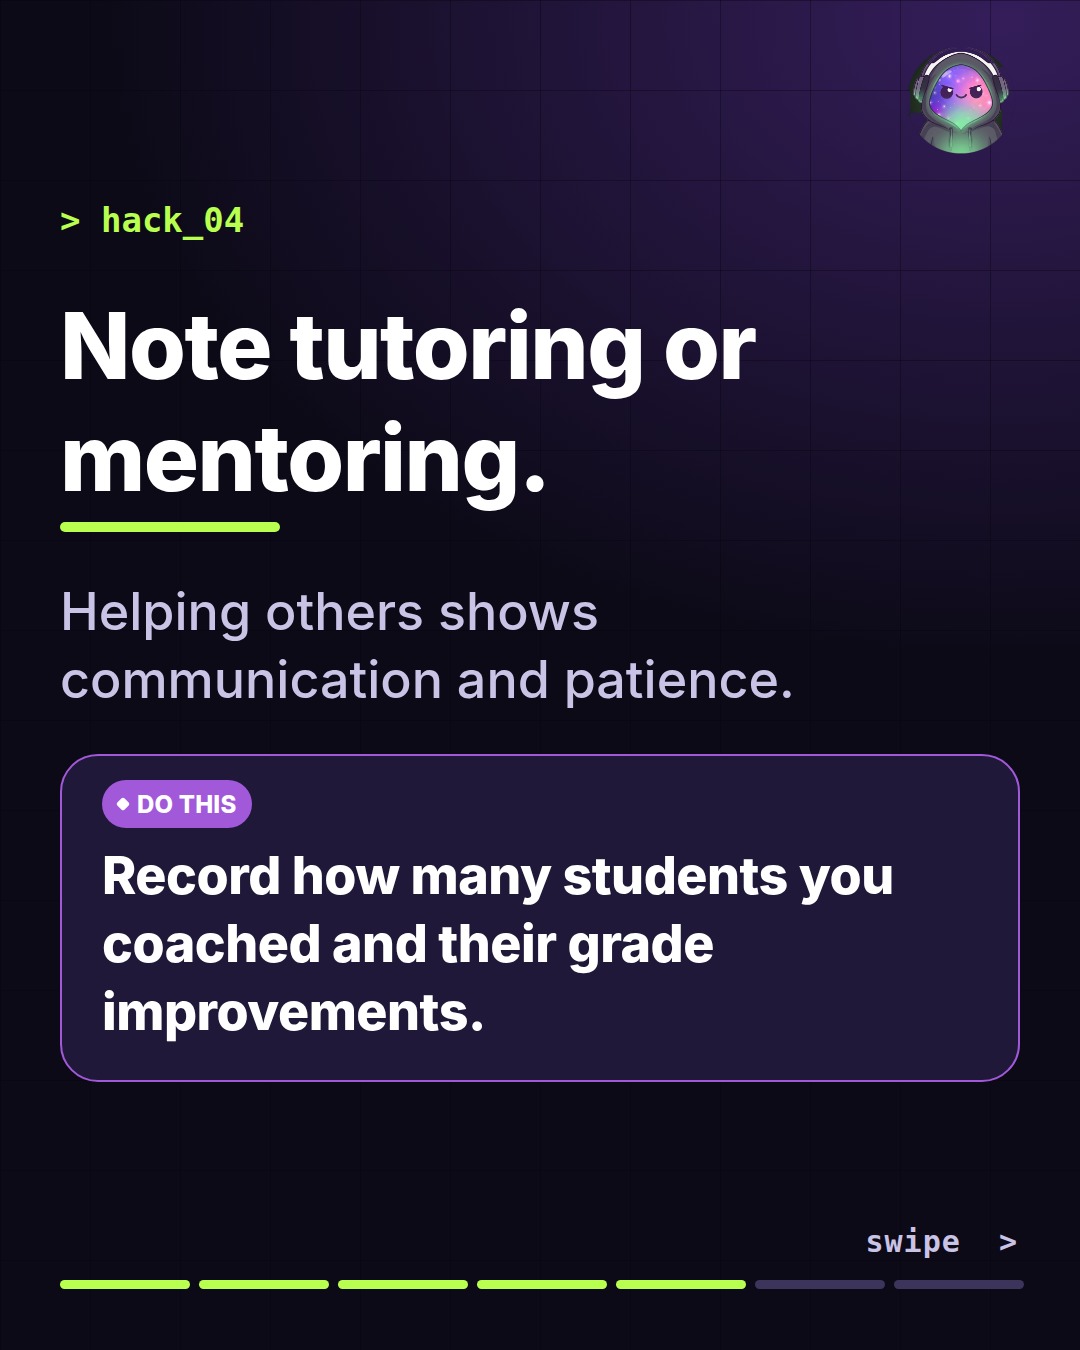 > hack_04
Note tutoring or
mentoring.
Helping others shows
communication and patience.
DO THIS
Record how many students you
coached and their grade
improvements.
swipe >